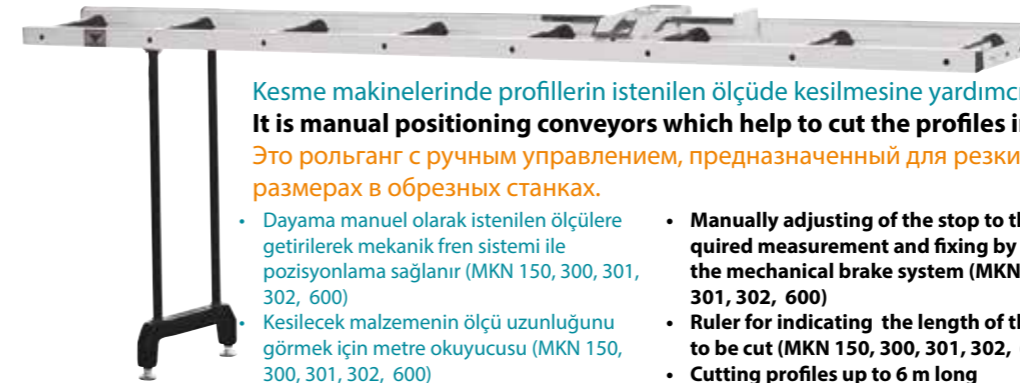 Kesme makinelerinde profillerin istenilen ölçüde kesilmesine yardımcı
It is manual positioning conveyors which help to cut the profiles
Это рольганг с ручным управлением, предназначенный для резки
размерах в обрезных станках.
• Dayama manuel olarak istenilen ölçülere
getirilerek mekanik fren sistemi ile
pozisyonlama sağlanır (MKN 150, 300, 301,
302, 600)
• Kesilecek malzemenin ölçü uzunluğunu
görmek için metre okuyucusu (MKN 150,
300, 301, 302, 600)
• Manually adjusting of the stop to
quired measurement and fixing by
the mechanical brake system (MKN
301, 302, 600)
• Ruler for indicating the length of
to be cut (MKN 150, 300, 301, 302,
• Cutting profiles up to 6 m long